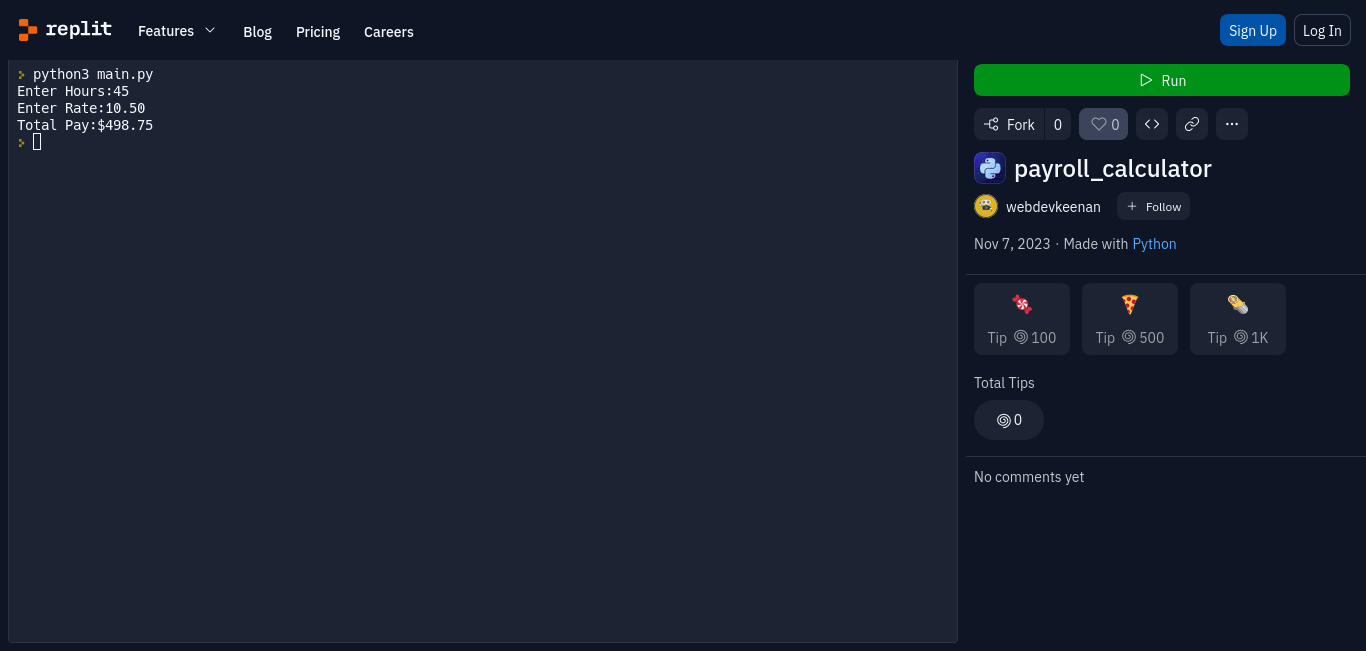 replit
Features
Blog
Pricing
Careers
Sign Up
Log In
python3 main.py
Enter Hours:45
Enter Rate:10.50
Total Pay:$498.75
Run
Fork
0
0
payroll_calculator
webdevkeenan
+ Follow
Nov 7, 2023 · Made with Python
Tip 100
Tip 500
Tip 1K
Total Tips
0
No comments yet